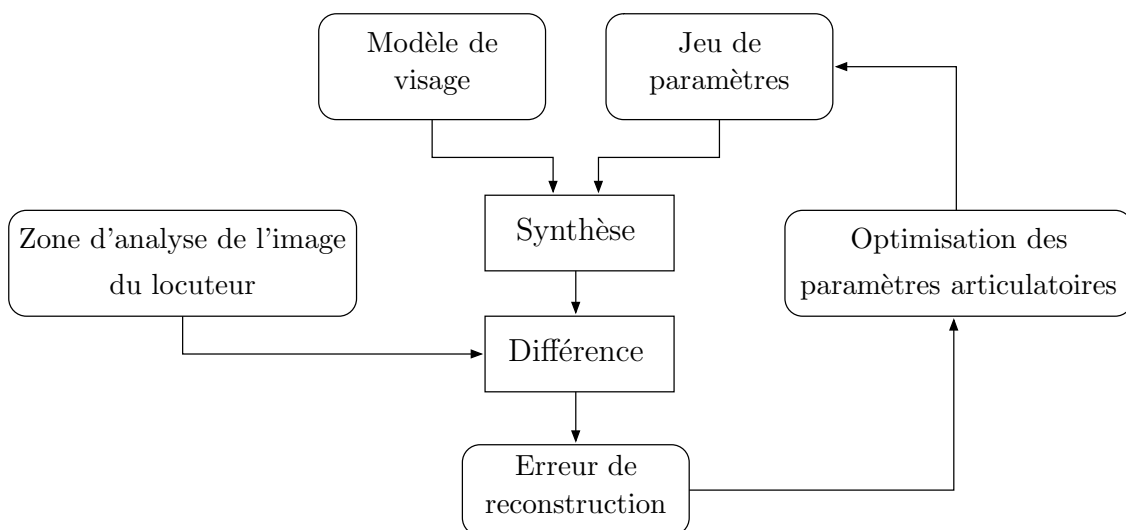 Modèle de
visage
Jeu de
paramètres
Synthèse
Zone d'analyse de l'image
du locuteur
Optimisation des
paramètres articulatoires
Différence
Erreur de
reconstruction